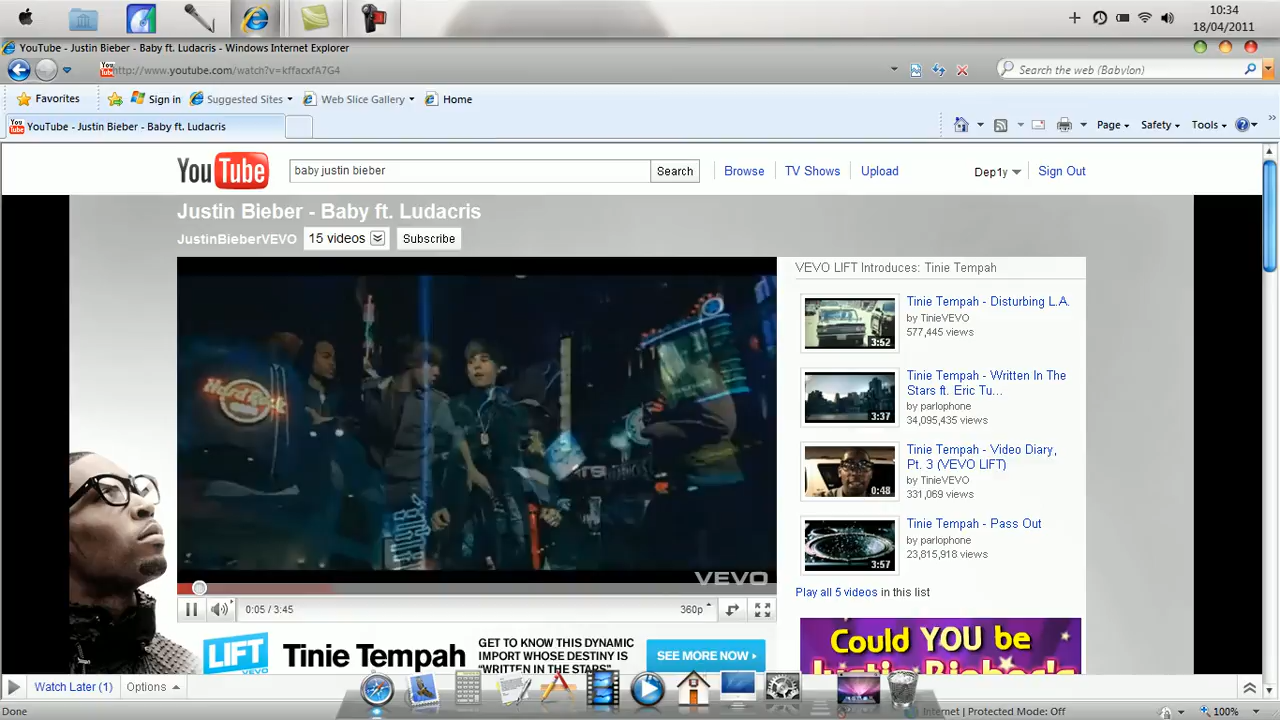 10:34
18/04/2011
YouTube - Justin Bieber - Baby ft. Ludacris - Windows Internet Explorer
http://www.youtube.com/watch?v=kffacxfA7G4
Search the web (Babylon)
Favorites
Sign in
Suggested Sites
Web Slice Gallery
Home
YouTube - Justin Bieber - Baby ft. Ludacris
Page
Safety
Tools
YouTube
baby justin bieber
Search
Browse
TV Shows
Upload
Dep1y
Sign Out
Justin Bieber - Baby ft. Ludacris
JustinBieberVEVO
15 videos
Subscribe
VEVO LIFT Introduces: Tinie Tempah
Tinie Tempah - Disturbing L.A.
by TinieVEVO
577,445 views
3:52
Tinie Tempah - Written In The
Stars ft. Eric Tu...
by parlophone
34,095,435 views
3:37
Tinie Tempah - Video Diary,
Pt. 3 (VEVO LIFT)
by TinieVEVO
331,069 views
0:48
Tinie Tempah - Pass Out
by parlophone
23,815,918 views
3:57
Play all 5 videos in this list
VEVO
0:05 / 3:45
360p
LIFT
VEVO
Tinie Tempah
GET TO KNOW THIS DYNAMIC
IMPORT WHOSE DESTINY IS
"WRITTEN IN THE STARS"
SEE MORE NOW
Could YOU be
Watch Later (1)
Options
Done
Internet | Protected Mode: Off
100%